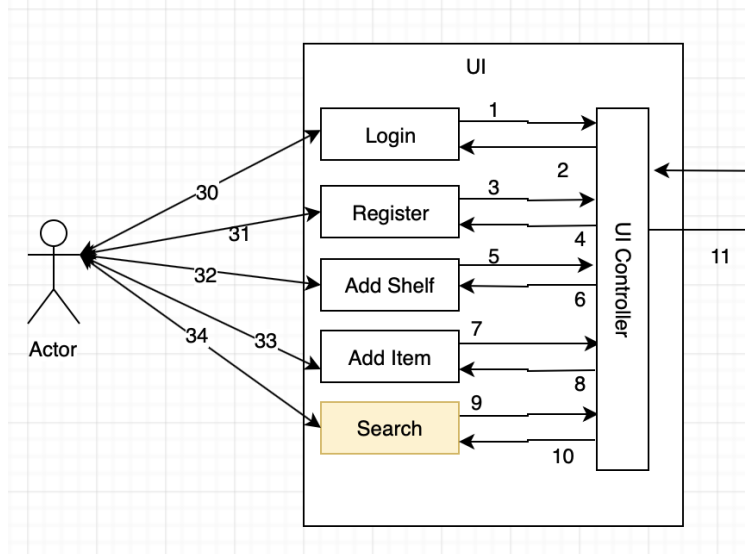 UI
1
Login
2
30
3
Register
31
4
UI Controller
5
11
32
Add Shelf
6
7
34
33
Actor
Add Item
8
9
Search
10